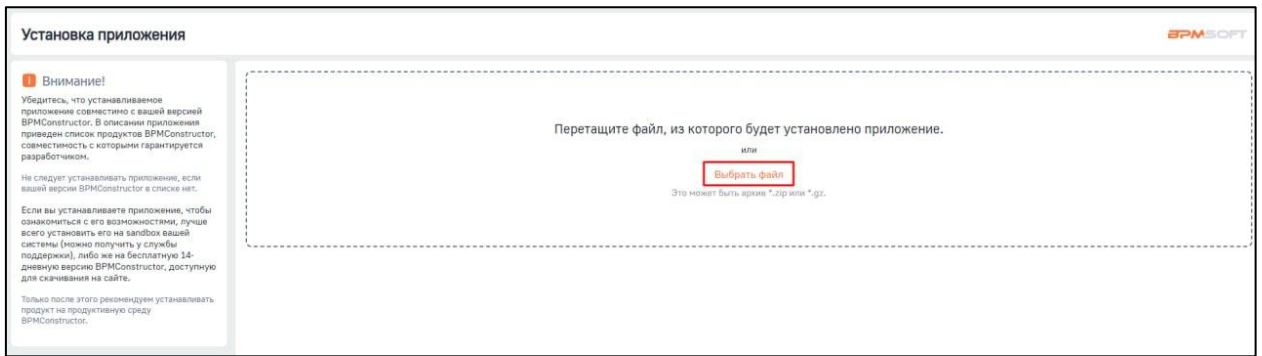 Установка приложения
BPMSOFT
Внимание!
Убедитесь, что устанавливаемое
приложение совместимо с вашей версией
BPMConstructor. В описании приложения
приведен список продуктов BPMConstructor,
совместимость с которыми гарантируется
разработчиком.
Не следует устанавливать приложение, если
вашей версии BPMConstructor в списке нет.
Если вы устанавливаете приложение, чтобы
ознакомиться с его возможностями, лучше
всего установить его на sandbox вашей
системы (можно получить у службы
поддержки), либо же на бесплатную 14-
дневную версию BPMConstructor, доступную
для скачивания на сайте.
Только после этого рекомендуем устанавливать
продукт на продуктивную среду
BPMConstructor.
Перетащите файл, из которого будет установлено приложение.
или
Выбрать файл
Это может быть архив *.zip или *.gz.